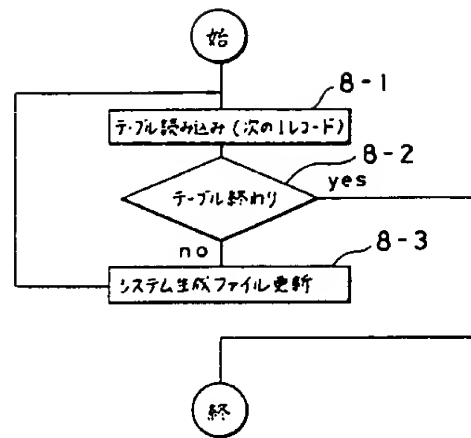 始
8-1
テーブル読み込み(次の1レコード)
8-2
テーブル終わり
yes
no
8-3
システム生成ファイル更新
終